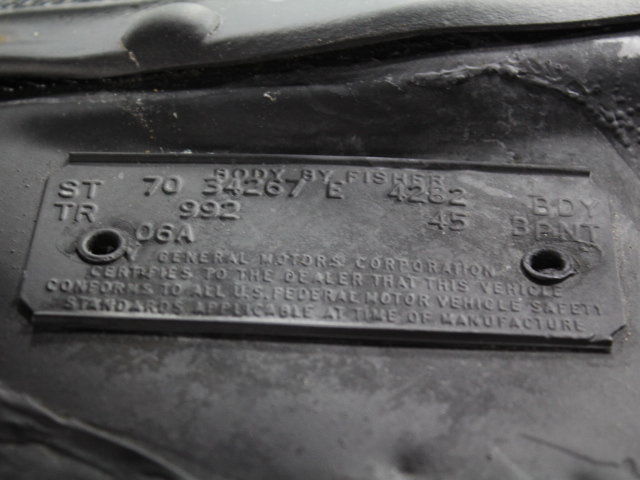 BODY BY FISHER
ST 70 34267 E 4282 BDY
TR 992 45 PNT
06A
GENERAL MOTORS CORPORATION
CERTIFIES TO THE DEALER THAT THIS VEHICLE
CONFORMS TO ALL U.S. FEDERAL MOTOR VEHICLE SAFETY
STANDARDS APPLICABLE AT TIME OF MANUFACTURE